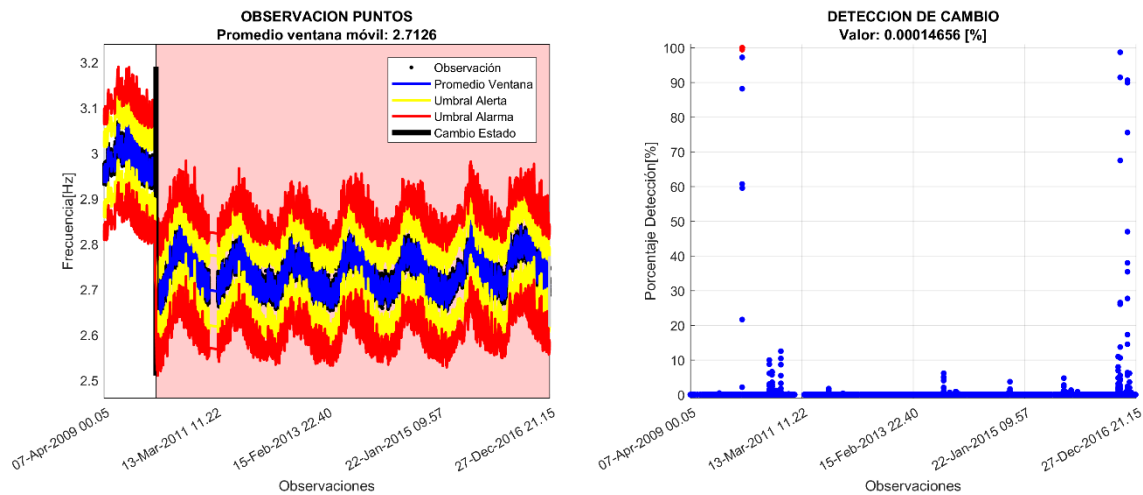 OBSERVACION PUNTOS
Promedio ventana móvil: 2.7126
Frecuencia[Hz]
3.2
3.1
3
2.9
2.8
2.7
2.6
2.5
Observación
Promedio Ventana
Umbral Alerta
Umbral Alarma
Cambio Estado
07-Apr-2009 00.05
13-Mar-2011 11.22
15-Feb-2013 22.40
22-Jan-2015 09.57
27-Dec-2016 21.15
Observaciones
DETECCION DE CAMBIO
Valor: 0.00014656 [%]
Porcentaje Detección[%]
100
90
80
70
60
50
40
30
20
10
0
07-Apr-2009 00.05
13-Mar-2011 11.22
15-Feb-2013 22.40
22-Jan-2015 09.57
27-Dec-2016 21.15
Observaciones